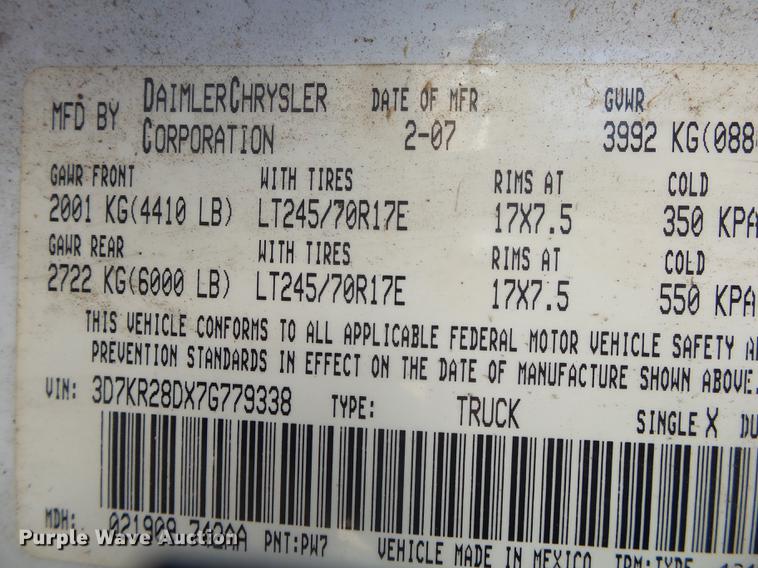 MFD BY DAIMLERCHRYSLER CORPORATION DATE OF MFR GVWR
2-07 3992 KG(088
GAWR FRONT WITH TIRES RIMS AT COLD
2001 KG(4410 LB) LT245/70R17E 17X7.5 350 KPA
GAWR REAR WITH TIRES RIMS AT COLD
2722 KG(6000 LB) LT245/70R17E 17X7.5 550 KPA
THIS VEHICLE CONFORMS TO ALL APPLICABLE FEDERAL MOTOR VEHICLE SAFETY
PREVENTION STANDARDS IN EFFECT ON THE DATE OF MANUFACTURE SHOWN ABOVE.
VIN: 3D7KR28DX7G779338 TYPE: TRUCK SINGLE X DU
MDH: 021909 742AA PNT:PW7 VEHICLE MADE IN MEXICO
Purple Wave Auction